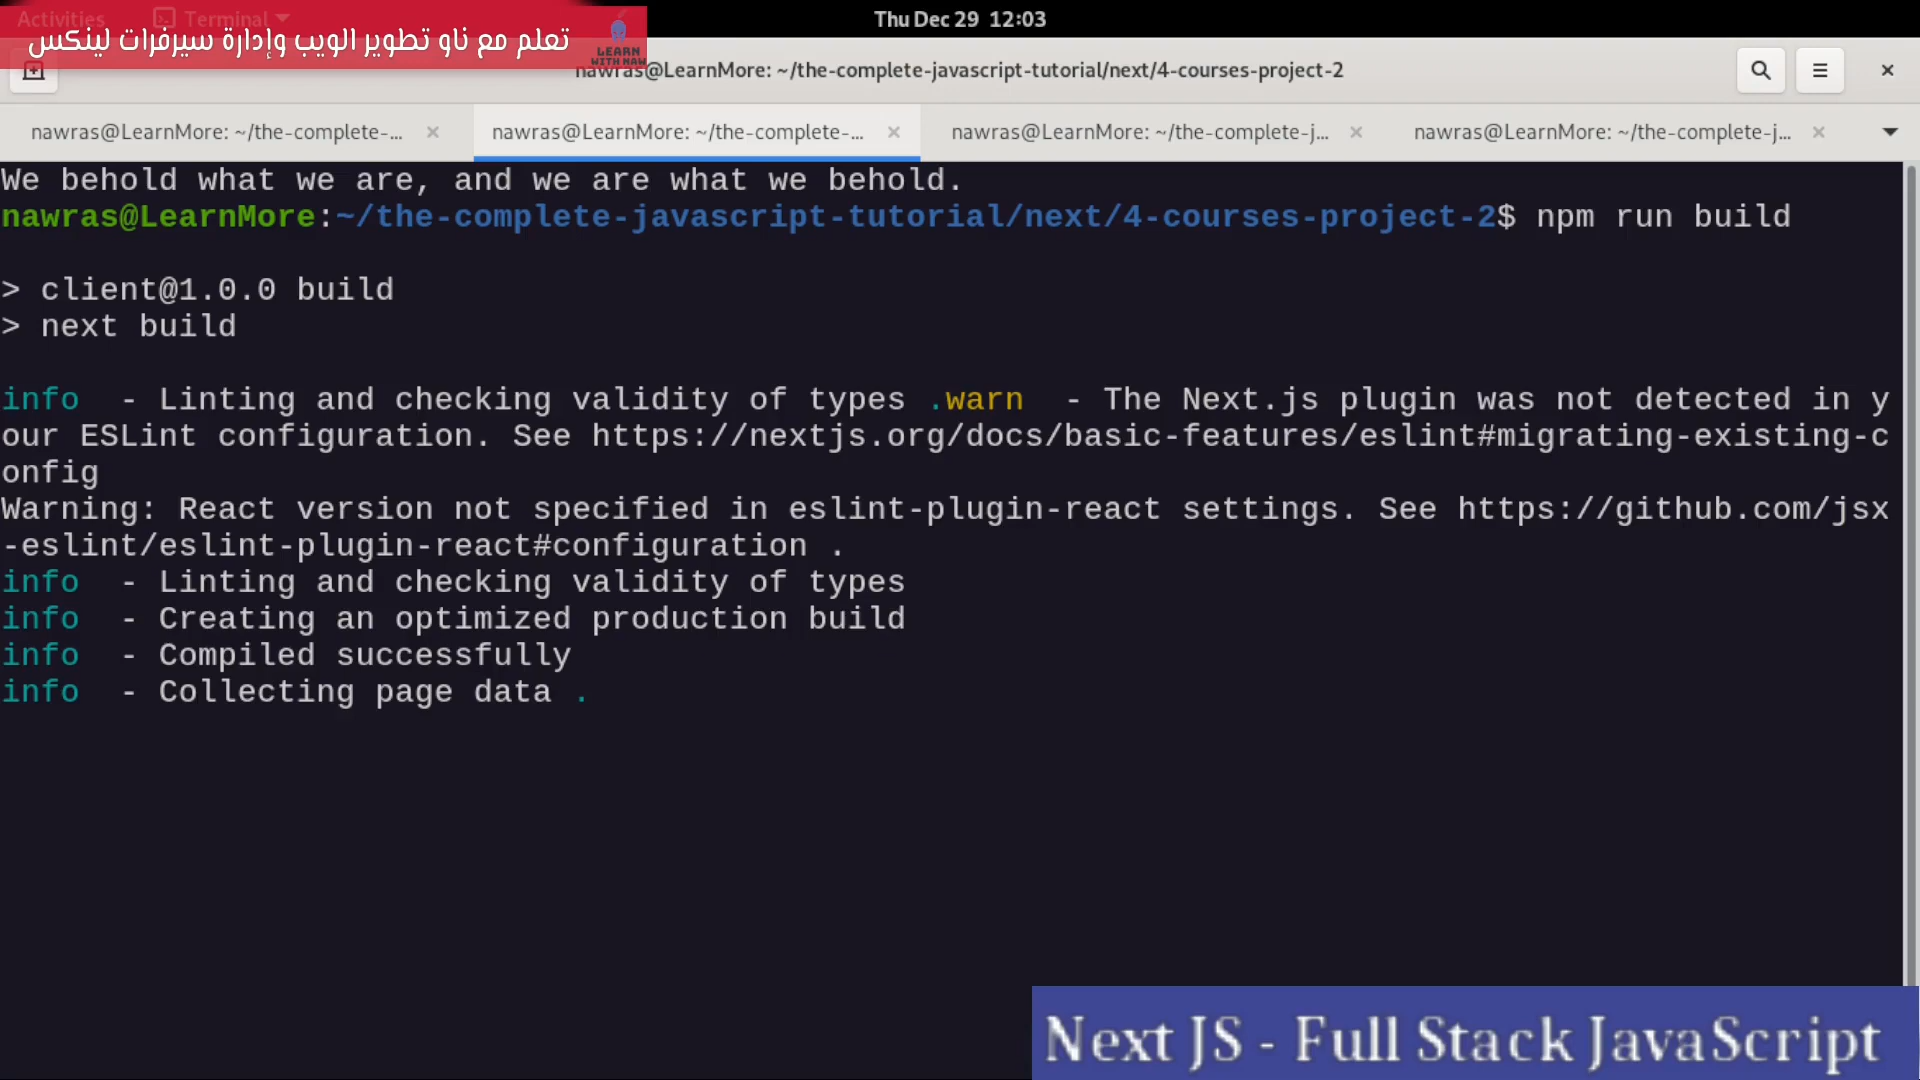 Activities Terminal
Thu Dec 29 12:03
تعلم مع ناو تطوير الويب وإدارة سيرفرات لينكس
LEARN
WITH NAW
nawras@LearnMore: ~/the-complete-javascript-tutorial/next/4-courses-project-2
nawras@LearnMore: ~/the-complete-...
nawras@LearnMore: ~/the-complete-...
nawras@LearnMore: ~/the-complete-j...
nawras@LearnMore: ~/the-complete-j...
We behold what we are, and we are what we behold.
nawras@LearnMore:~/the-complete-javascript-tutorial/next/4-courses-project-2$ npm run build
> client@1.0.0 build
> next build
info  - Linting and checking validity of types .warn  - The Next.js plugin was not detected in y
our ESLint configuration. See https://nextjs.org/docs/basic-features/eslint#migrating-existing-c
onfig
Warning: React version not specified in eslint-plugin-react settings. See https://github.com/jsx
-eslint/eslint-plugin-react#configuration .
info  - Linting and checking validity of types
info  - Creating an optimized production build
info  - Compiled successfully
info  - Collecting page data .
Next JS - Full Stack JavaScript